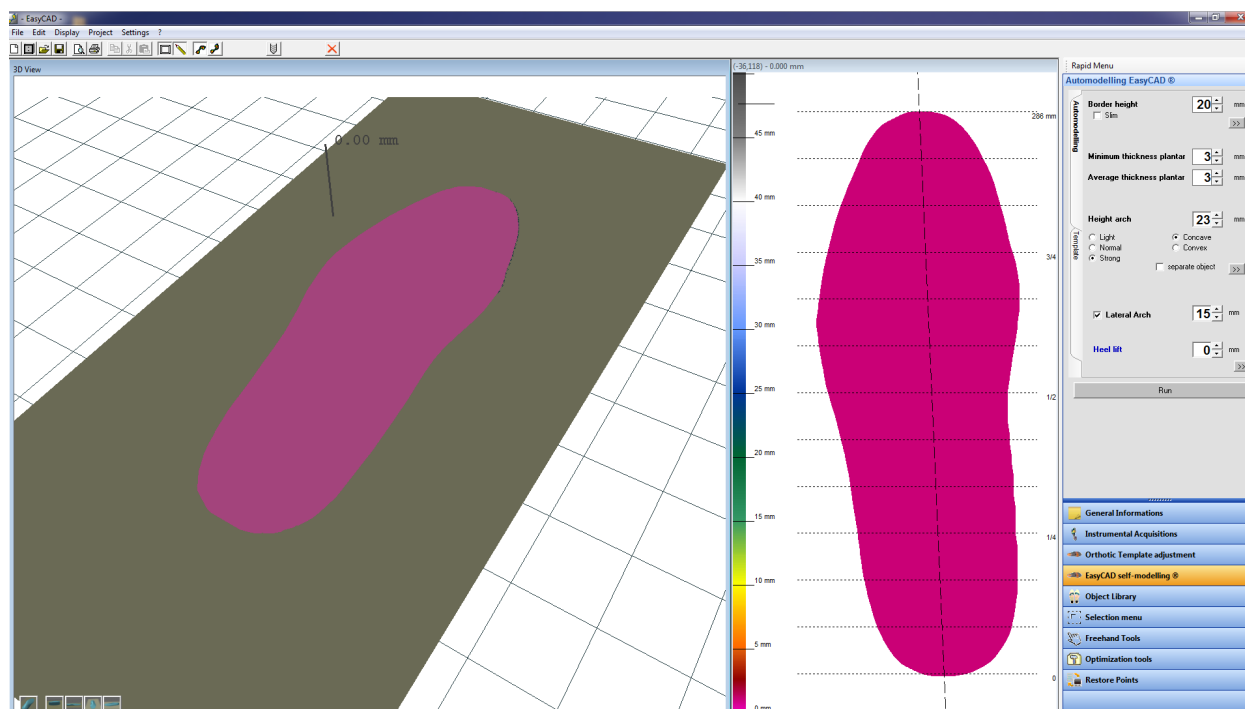 - EasyCAD -
File Edit Display Project Settings ?
3D View
0.00 mm
(-36,118) - 0.000 mm
45 mm
40 mm
35 mm
30 mm
25 mm
20 mm
15 mm
10 mm
5 mm
0 mm
286 mm
3/4
1/2
1/4
0
Rapid Menu
Automodelling EasyCAD ®
Automodelling
Template
Border height 20 mm
Slim
>>
Minimum thickness plantar 3 mm
Average thickness plantar 3 mm
Height arch 23 mm
Light Concave
Normal Convex
Strong
separate object >>
Lateral Arch 15 mm
Heel lift 0 mm
>>
Run
General Informations
Instrumental Acquisitions
Orthotic Template adjustment
EasyCAD self-modelling ®
Object Library
Selection menu
Freehand Tools
Optimization tools
Restore Points